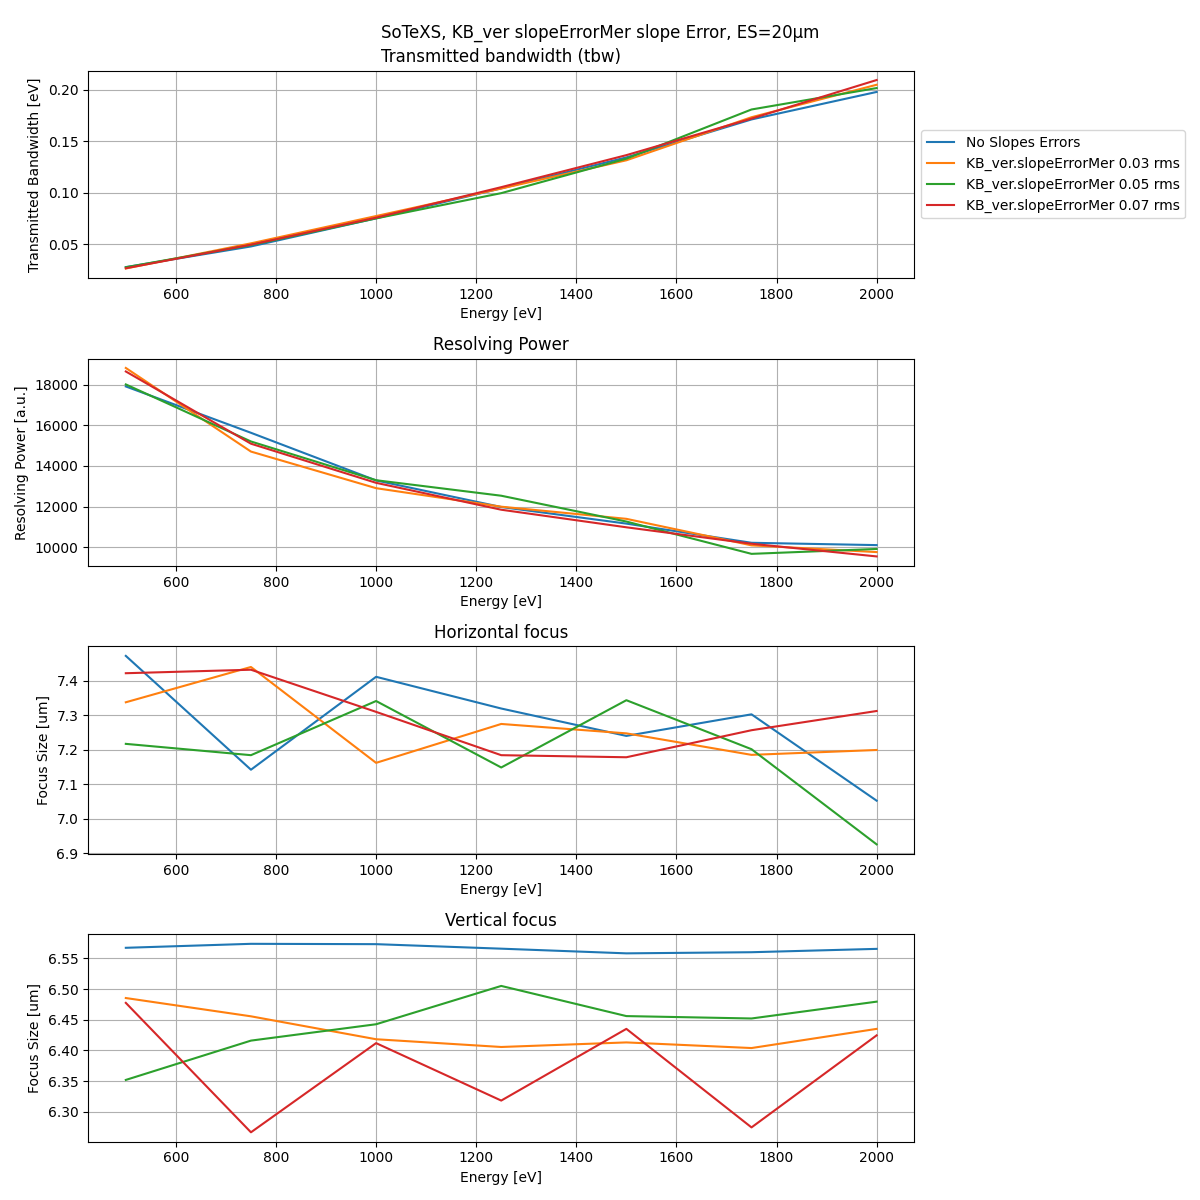 SoTeXS, KB_ver slopeErrorMer slope Error, ES=20μm
Transmitted bandwidth (tbw)
Transmitted Bandwidth [eV]
0.20
0.15
0.10
0.05
600 800 1000 1200 1400 1600 1800 2000
Energy [eV]
No Slopes Errors
KB_ver.slopeErrorMer 0.03 rms
KB_ver.slopeErrorMer 0.05 rms
KB_ver.slopeErrorMer 0.07 rms
Resolving Power
Resolving Power [a.u.]
18000
16000
14000
12000
10000
600 800 1000 1200 1400 1600 1800 2000
Energy [eV]
Horizontal focus
Focus Size [um]
7.4
7.3
7.2
7.1
7.0
6.9
600 800 1000 1200 1400 1600 1800 2000
Energy [eV]
Vertical focus
Focus Size [um]
6.55
6.50
6.45
6.40
6.35
6.30
600 800 1000 1200 1400 1600 1800 2000
Energy [eV]